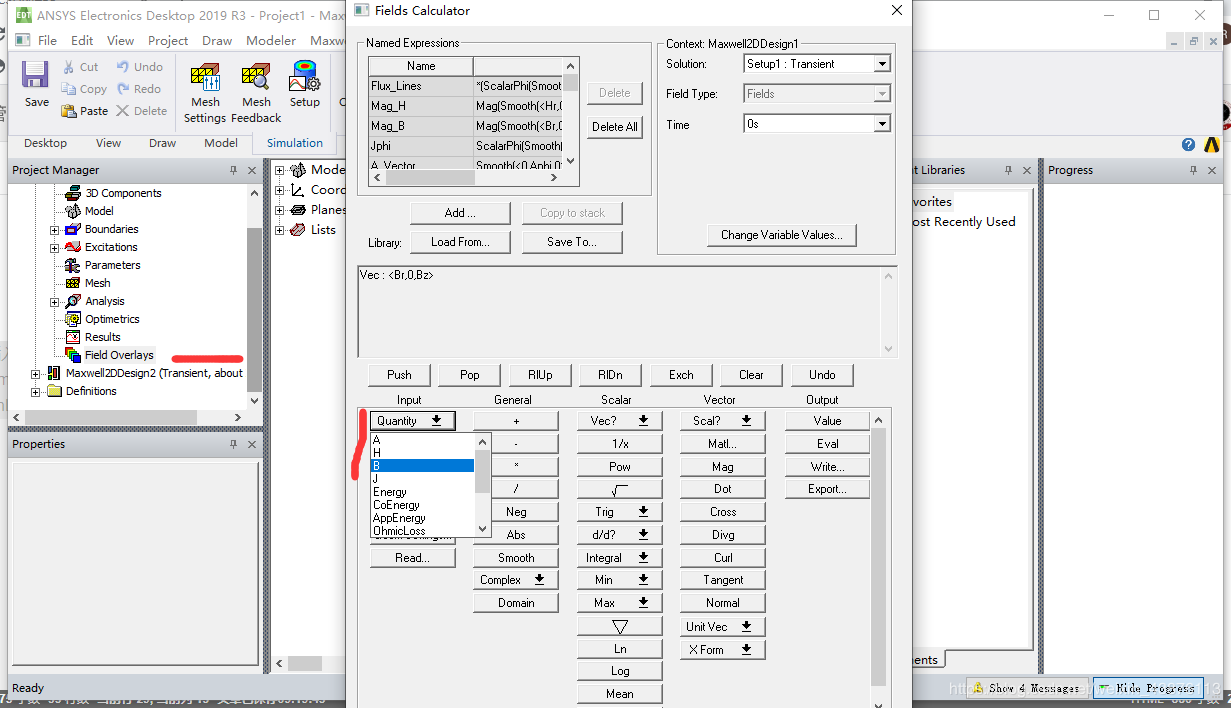 ANSYS Electronics Desktop 2019 R3 - Project1 - Max
File Edit View Project Draw Modeler Maxw
Save
Cut
Copy
Paste
Undo
Redo
Delete
Mesh Settings
Mesh Feedback
Setup
Desktop View Draw Model Simulation
Project Manager
3D Components
Model
Boundaries
Excitations
Parameters
Mesh
Analysis
Optimetrics
Results
Field Overlays
Maxwell2DDesign2 (Transient, about
Definitions
Properties
Ready
Mode
Coord
Planes
Lists
Fields Calculator
Named Expressions
Name
Flux_Lines *(ScalarPhi(Smoot
Mag_H Mag(Smooth(<Hr,0
Mag_B Mag(Smooth(<Br,0
Jphi ScalarPhi(Smooth(
A_Vector Smooth(<0,Aphi,0
Delete
Delete All
Add ...
Copy to stack
Library:
Load From...
Save To...
Context: Maxwell2DDesign1
Solution: Setup1 : Transient
Field Type: Fields
Time 0s
Change Variable Values...
Vec : <Br,0,Bz>
Push Pop RlUp RlDn Exch Clear Undo
Input General Scalar Vector Output
Quantity
A
H
B
J
Energy
CoEnergy
AppEnergy
OhmicLoss
Read...
+
-
*
/
Neg
Abs
Smooth
Complex
Domain
Vec?
1/x
Pow
√
Trig
d/d?
Integral
Min
Max
▽
Ln
Log
Mean
Scal?
Matl...
Mag
Dot
Cross
Divg
Curl
Tangent
Normal
Unit Vec
X Form
Value
Eval
Write...
Export...
nt Libraries
vorites
ost Recently Used
nents
Progress
Show 4 Messages
Hide Progress